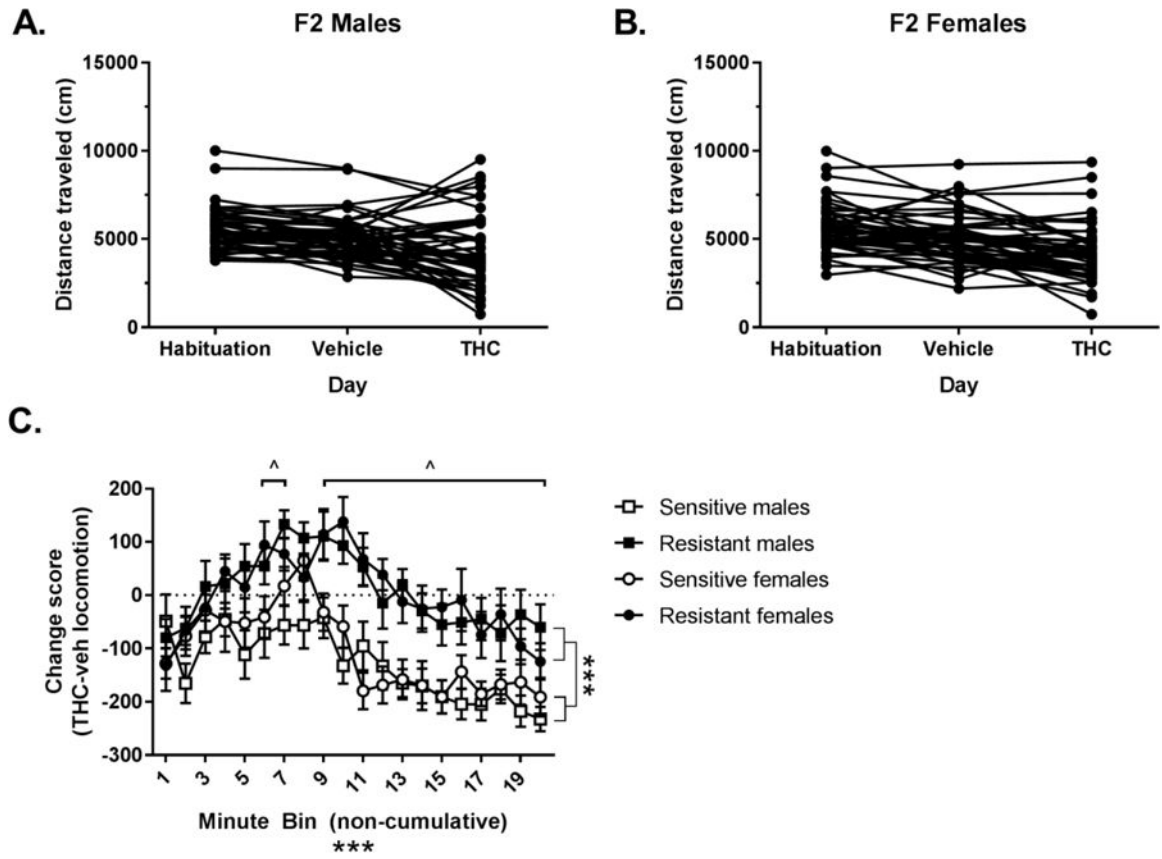 A.
F2 Males
Distance traveled (cm)
15000
10000
5000
0
Habituation Vehicle THC
Day
B.
F2 Females
Distance traveled (cm)
15000
10000
5000
0
Habituation Vehicle THC
Day
C.
Change score
(THC-veh locomotion)
200
100
0
-100
-200
-300
^ ^
***
1 3 5 7 9 11 13 15 17 19
Minute Bin (non-cumulative)
***
Sensitive males
Resistant males
Sensitive females
Resistant females